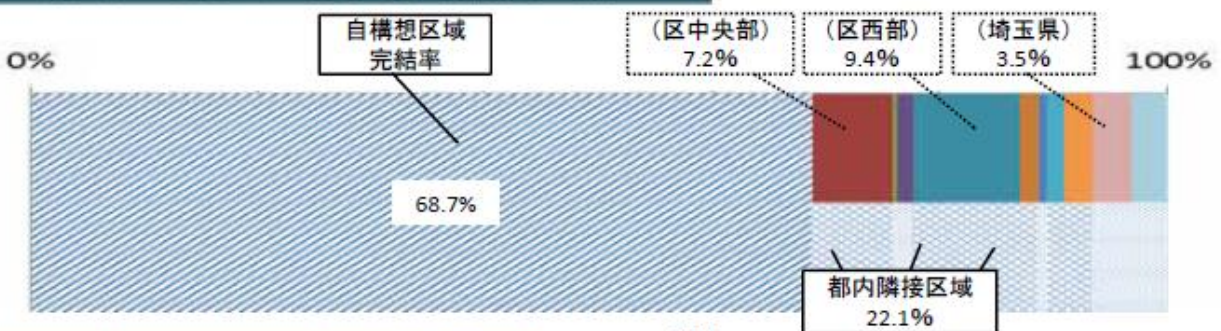 自構想区域
完結率
（区中央部）
7.2%
（区西部）
9.4%
（埼玉県）
3.5%
0%
100%
68.7%
都内隣接区域
22.1%